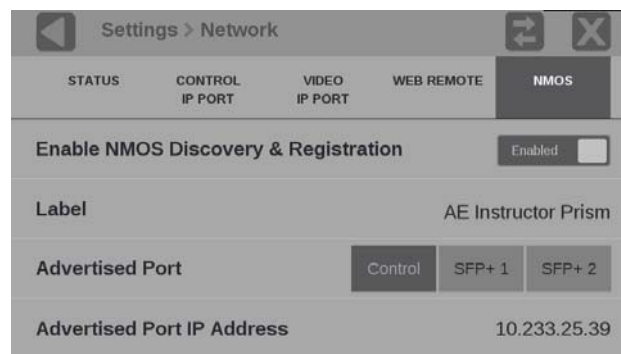 Settings > Network
STATUS
CONTROL
IP PORT
VIDEO
IP PORT
WEB REMOTE
NMOS
Enable NMOS Discovery & Registration
Enabled
Label
AE Instructor Prism
Advertised Port
Control
SFP+ 1
SFP+ 2
Advertised Port IP Address
10.233.25.39